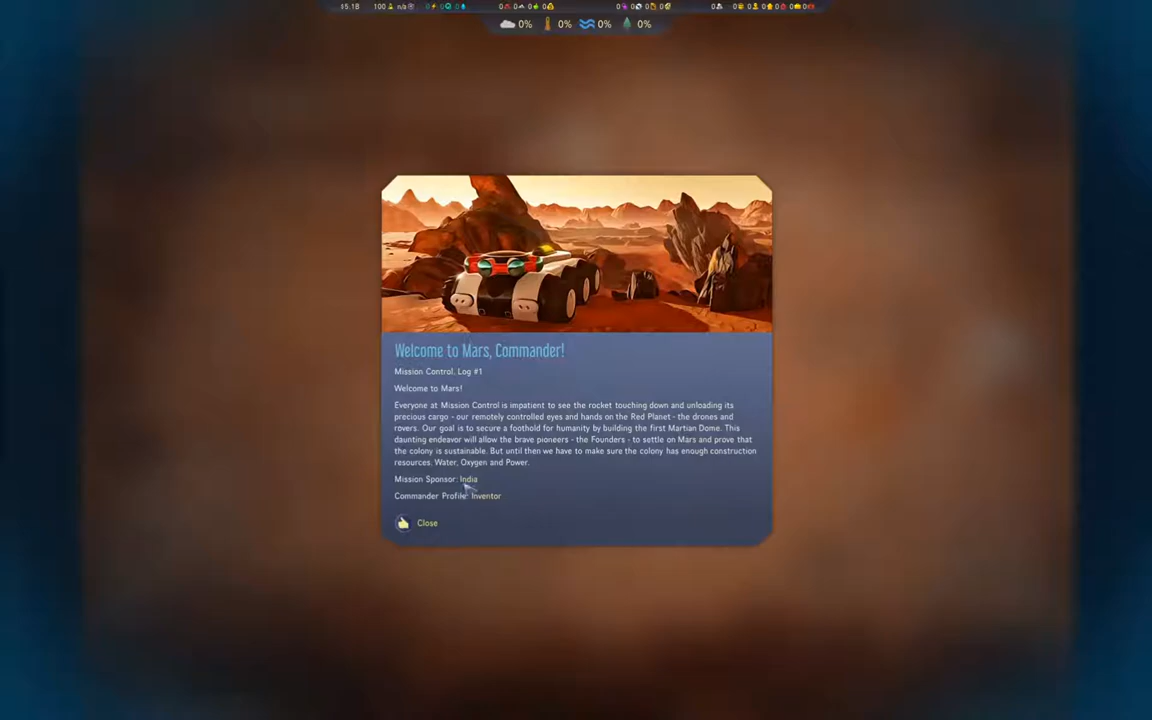 $5.1B 100 n/a
0% 0% 0% 0%
Welcome to Mars, Commander!
Mission Control, Log #1
Welcome to Mars!
Everyone at Mission Control is impatient to see the rocket touching down and unloading its
precious cargo - our remotely controlled eyes and hands on the Red Planet - the drones and
rovers. Our goal is to secure a foothold for humanity by building the first Martian Dome. This
daunting endeavor will allow the brave pioneers - the Founders - to settle on Mars and prove that
the colony is sustainable. But until then we have to make sure the colony has enough construction
resources, Water, Oxygen and Power.
Mission Sponsor: India
Commander Profile: Inventor
Close